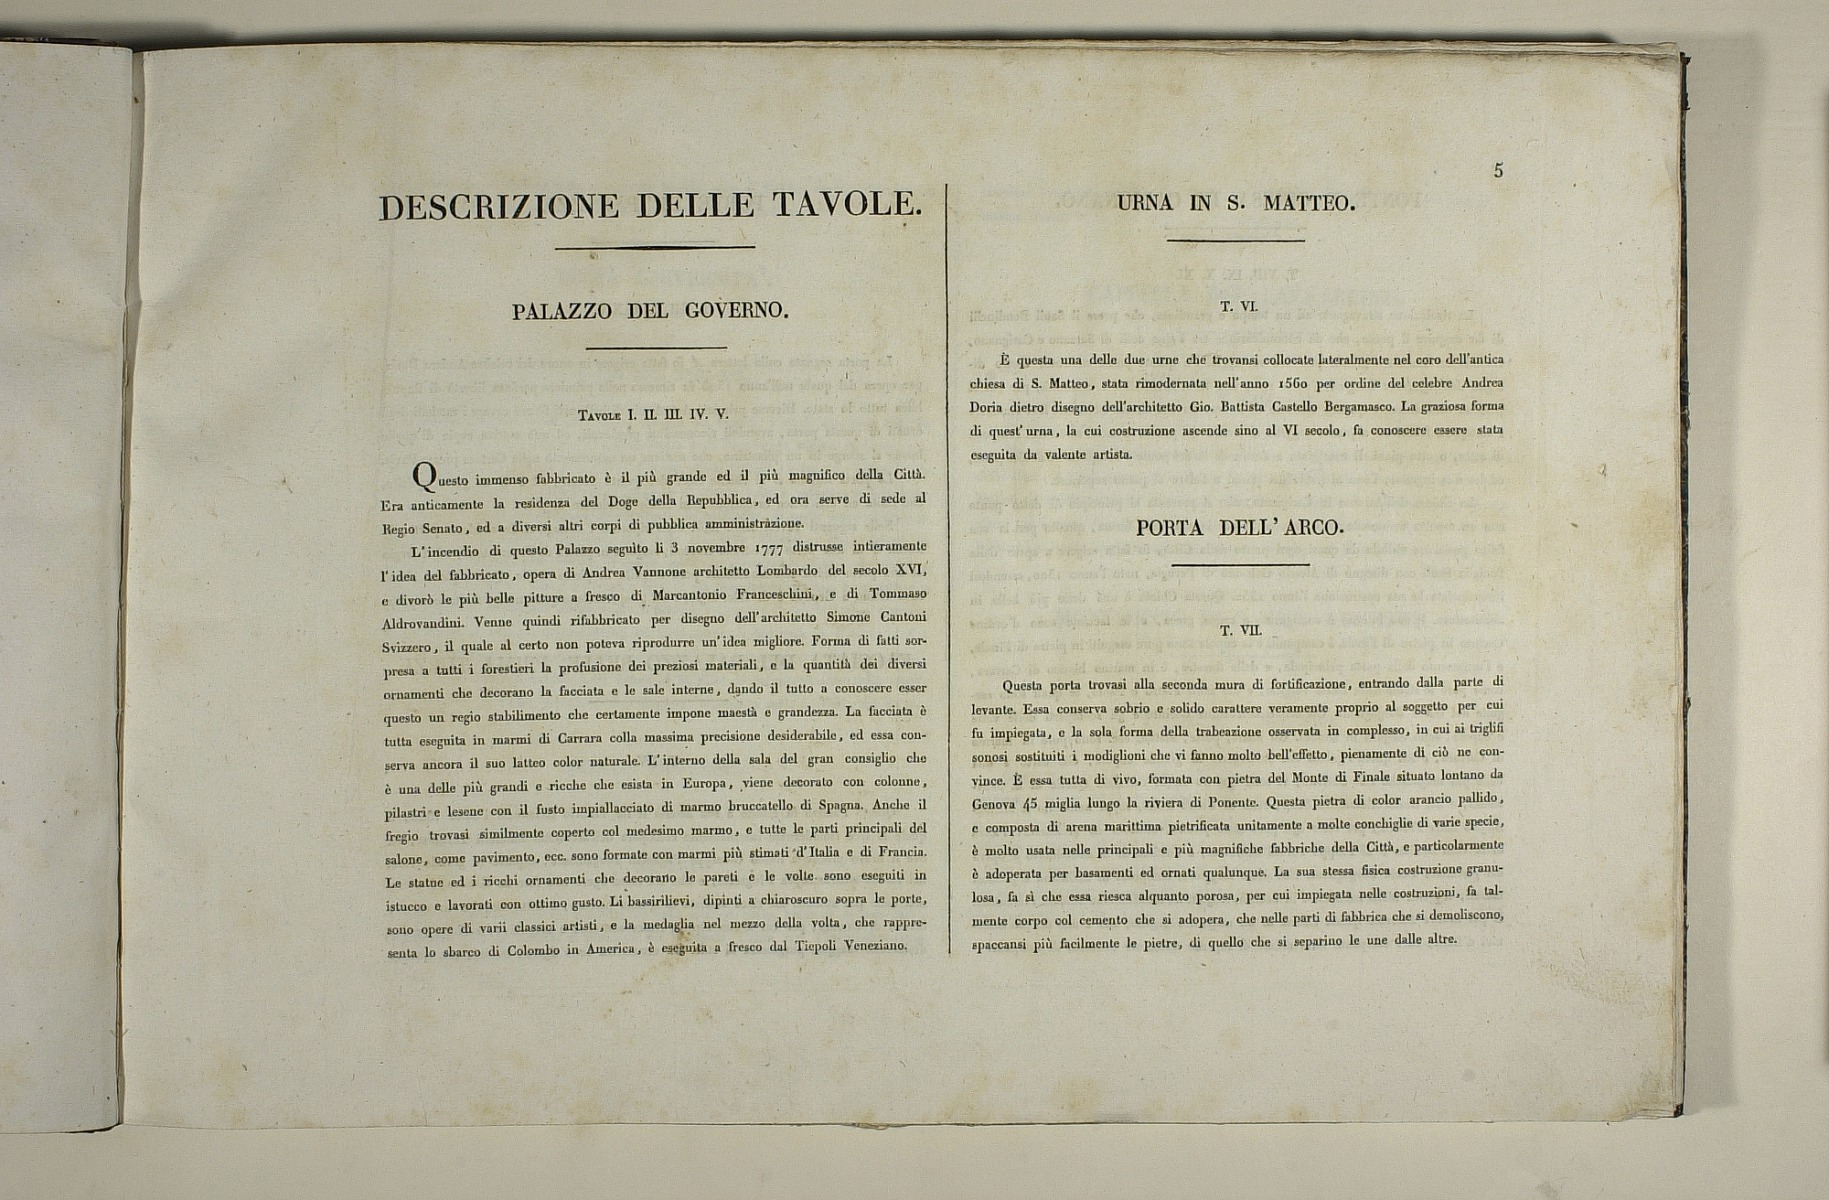 5
DESCRIZIONE DELLE TAVOLE.
PALAZZO DEL GOVERNO.
TAVOLE I. II. III. IV. V.
Questo immenso fabbricato è il più grande ed il più magnifico della Città.
Era anticamente la residenza del Doge della Repubblica, ed ora serve di sede al
Regio Senato, ed a diversi altri corpi di pubblica amministrazione.
L'incendio di questo Palazzo seguìto li 3 novembre 1777 distrusse intieramente
l'idea del fabbricato, opera di Andrea Vannone architetto Lombardo del secolo XVI,
e divorò le più belle pitture a fresco di Marcantonio Franceschini, e di Tommaso
Aldrovandini. Venne quindi rifabbricato per disegno dell'architetto Simone Cantoni
Svizzero, il quale al certo non poteva riprodurre un'idea migliore. Forma di fatti sor-
presa a tutti i forestieri la profusione dei preziosi materiali, e la quantità dei diversi
ornamenti che decorano la facciata e le sale interne, dando il tutto a conoscere esser
questo un regio stabilimento che certamente impone maestà e grandezza. La facciata è
tutta eseguita in marmi di Carrara colla massima precisione desiderabile, ed essa con-
serva ancora il suo latteo color naturale. L'interno della sala del gran consiglio che
è una delle più grandi e ricche che esista in Europa, viene decorato con colonne,
pilastri e lesene con il fusto impiallacciato di marmo bruccatello di Spagna. Anche il
fregio trovasi similmente coperto col medesimo marmo, e tutte le parti principali del
salone, come pavimento, ecc. sono formate con marmi più stimati d'Italia e di Francia.
Le statue ed i ricchi ornamenti che decorano le pareti e le volte sono eseguiti in
istucco e lavorati con ottimo gusto. Li bassirilievi, dipinti a chiaroscuro sopra le porte,
sono opere di varii classici artisti, e la medaglia nel mezzo della volta, che rappre-
senta lo sbarco di Colombo in America, è eseguita a fresco dal Tiepoli Veneziano.
URNA IN S. MATTEO.
T. VI.
È questa una delle due urne che trovansi collocate lateralmente nel coro dell'antica
chiesa di S. Matteo, stata rimodernata nell'anno 1560 per ordine del celebre Andrea
Doria dietro disegno dell'architetto Gio. Battista Castello Bergamasco. La graziosa forma
di quest'urna, la cui costruzione ascende sino al VI secolo, fa conoscere essere stata
eseguita da valente artista.
PORTA DELL'ARCO.
T. VII.
Questa porta trovasi alla seconda mura di fortificazione, entrando dalla parte di
levante. Essa conserva sobrio e solido carattere veramente proprio al soggetto per cui
fu impiegata, e la sola forma della trabeazione osservata in complesso, in cui ai triglifi
sonosi sostituiti i modiglioni che vi fanno molto bell'effetto, pienamente di ciò ne con-
vince. È essa tutta di vivo, formata con pietra del Monte di Finale situato lontano da
Genova 45 miglia lungo la riviera di Ponente. Questa pietra di color arancio pallido,
e composta di arena marittima pietrificata unitamente a molte conchiglie di varie specie,
è molto usata nelle principali e più magnifiche fabbriche della Città, e particolarmente
è adoperata per basamenti ed ornati qualunque. La sua stessa fisica costruzione granu-
losa, fa sì che essa riesca alquanto porosa, per cui impiegata nelle costruzioni, fa tal-
mente corpo col cemento che si adopera, che nelle parti di fabbrica che si demoliscono,
spaccansi più facilmente le pietre, di quello che si separino le une dalle altre.